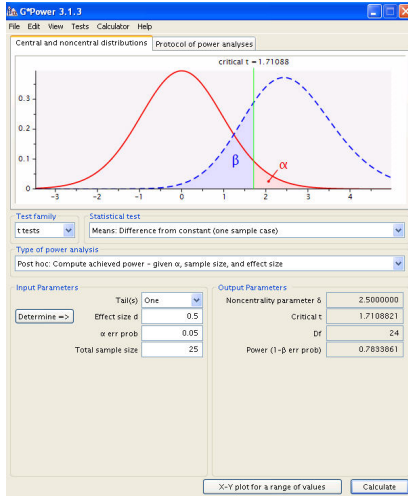 G*Power 3.1.3
File Edit View Tests Calculator Help
Central and noncentral distributions Protocol of power analyses
critical t = 1.71088
0.3
0.2
0.1
0
β
α
-3 -2 -1 0 1 2 3 4
Test family Statistical test
t tests Means: Difference from constant (one sample case)
Type of power analysis
Post hoc: Compute achieved power – given α, sample size, and effect size
Input Parameters Output Parameters
Tail(s) One Noncentrality parameter δ 2.5000000
Determine => Effect size d 0.5 Critical t 1.7108821
α err prob 0.05 Df 24
Total sample size 25 Power (1-β err prob) 0.7833861
X-Y plot for a range of values Calculate